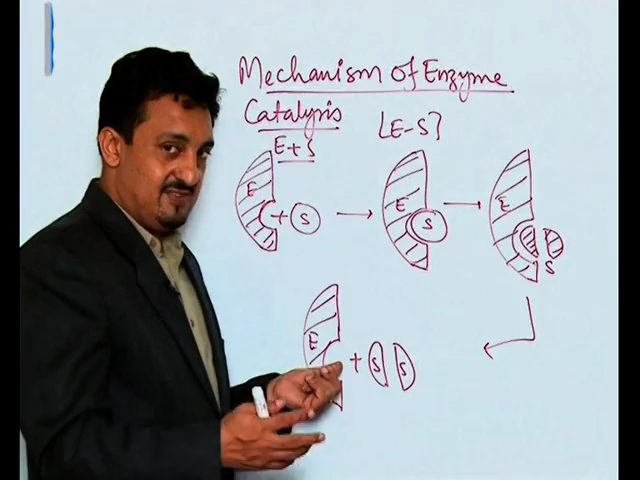 Mechanism of Enzyme
Catalysis
[E-S]
E+S
E + S → E S → E S
E + S S